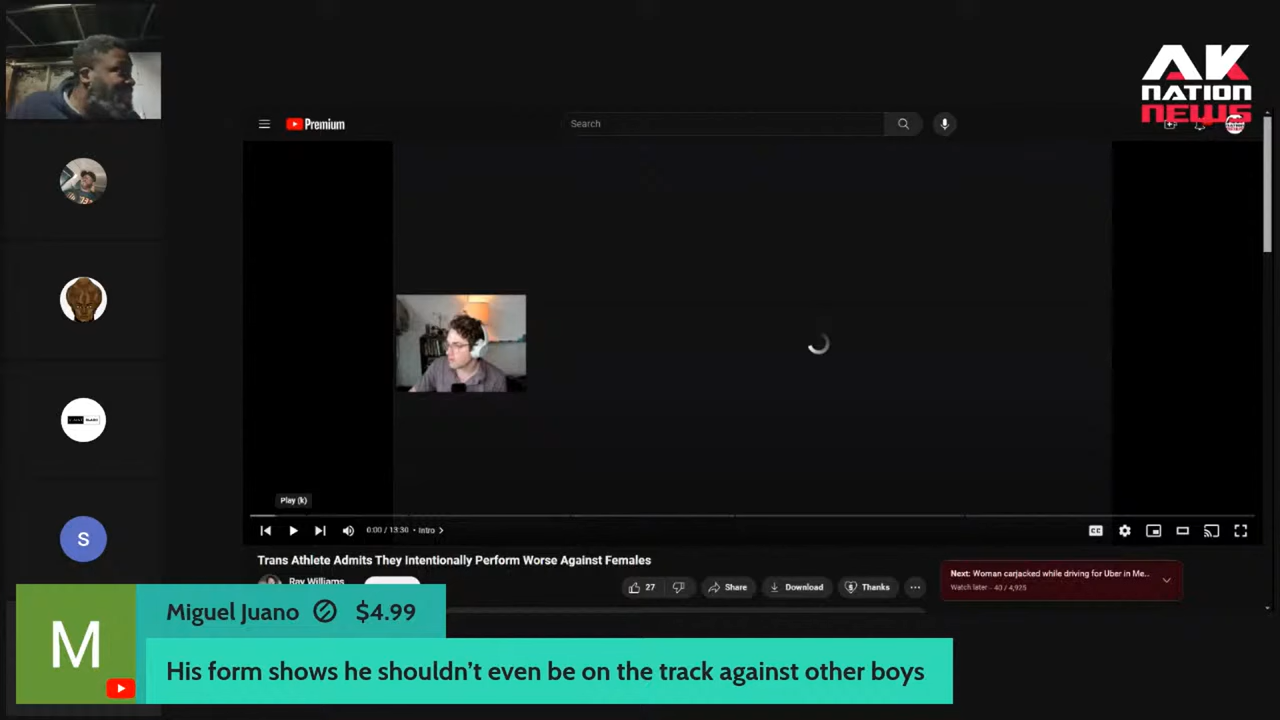 AK
NATION
NEWS
Premium
Search
Play (k)
0:00 / 13:30 • Intro
CC
Trans Athlete Admits They Intentionally Perform Worse Against Females
Ray Williams
27
Share
Download
Thanks
Next: Woman carjacked while driving for Uber in Me...
Watch later - 40 / 4,925
S
M
Miguel Juano $4.99
His form shows he shouldn't even be on the track against other boys